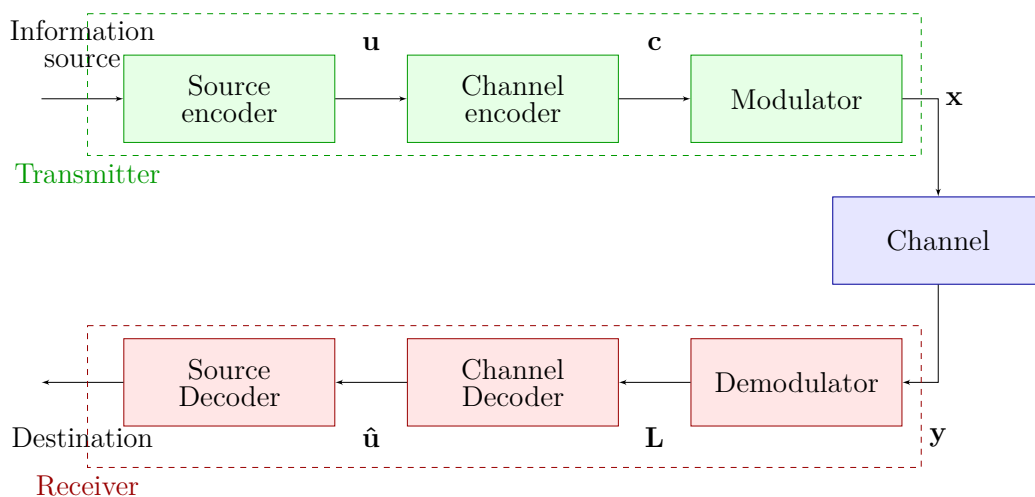 Information
source
u
c
Source
encoder
Channel
encoder
Modulator
x
Transmitter
Channel
Source
Decoder
Channel
Decoder
Demodulator
Destination
û
L
y
Receiver